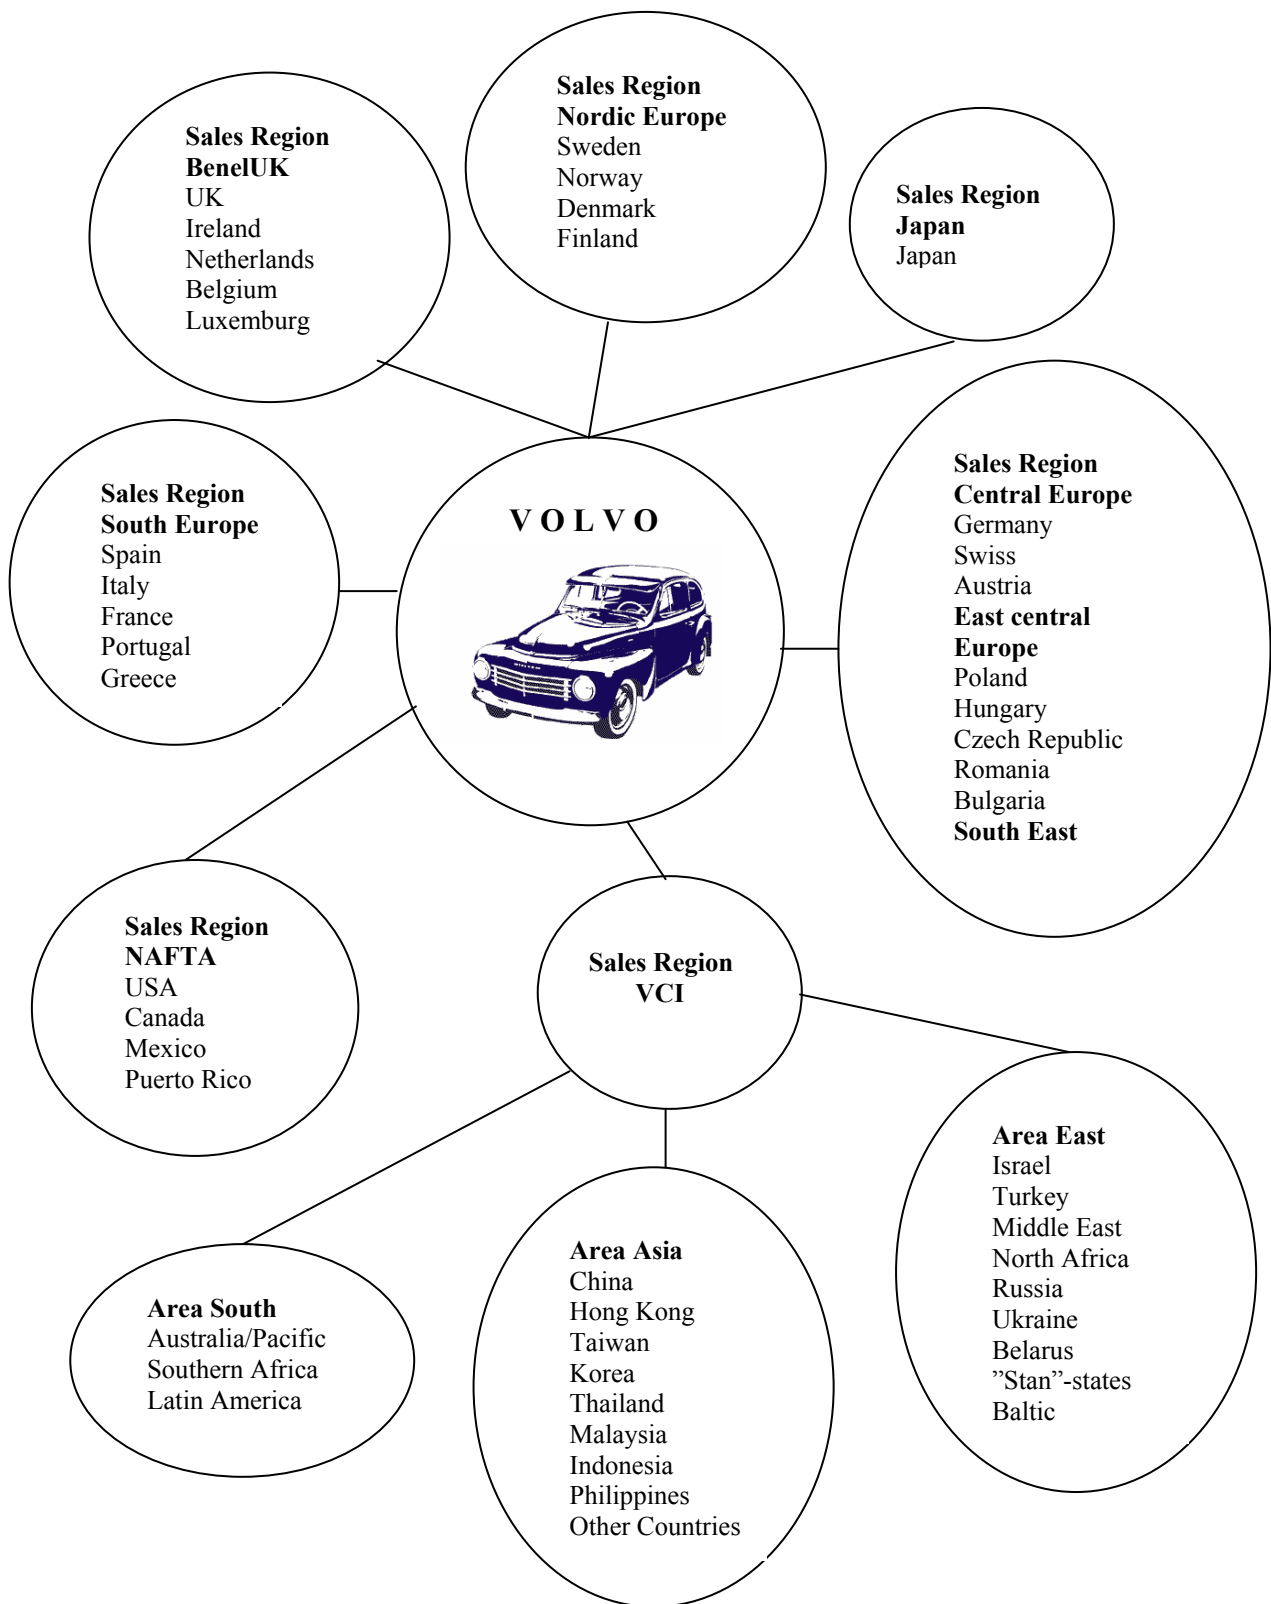 Sales Region
Nordic Europe
Sweden
Norway
Denmark
Finland
Sales Region
BenelUK
UK
Ireland
Netherlands
Belgium
Luxemburg
Sales Region
Japan
Japan
Sales Region
South Europe
Spain
Italy
France
Portugal
Greece
V O L V O
Sales Region
Central Europe
Germany
Swiss
Austria
East central
Europe
Poland
Hungary
Czech Republic
Romania
Bulgaria
South East
Sales Region
NAFTA
USA
Canada
Mexico
Puerto Rico
Sales Region
VCI
Area South
Australia/Pacific
Southern Africa
Latin America
Area Asia
China
Hong Kong
Taiwan
Korea
Thailand
Malaysia
Indonesia
Philippines
Other Countries
Area East
Israel
Turkey
Middle East
North Africa
Russia
Ukraine
Belarus
”Stan”-states
Baltic